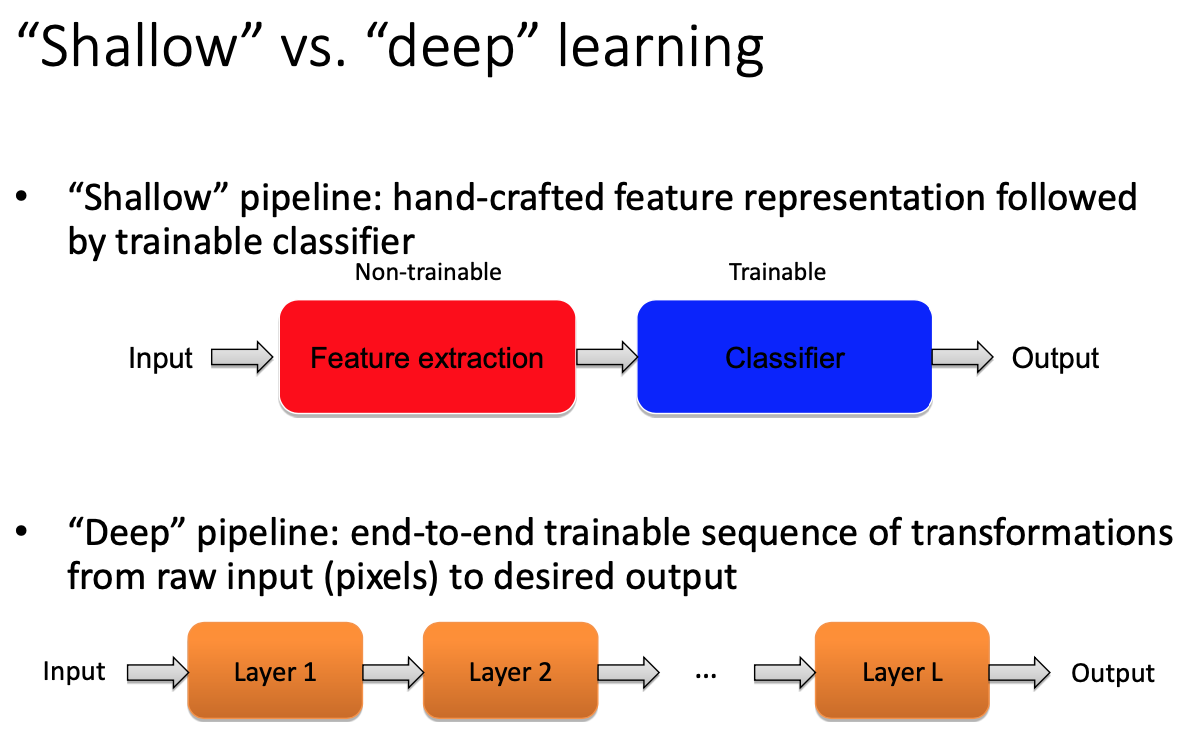 “Shallow” vs. “deep” learning
• “Shallow” pipeline: hand-crafted feature representation followed
by trainable classifier
Non-trainable Trainable
Input Feature extraction Classifier Output
• “Deep” pipeline: end-to-end trainable sequence of transformations
from raw input (pixels) to desired output
Input Layer 1 Layer 2 ... Layer L Output